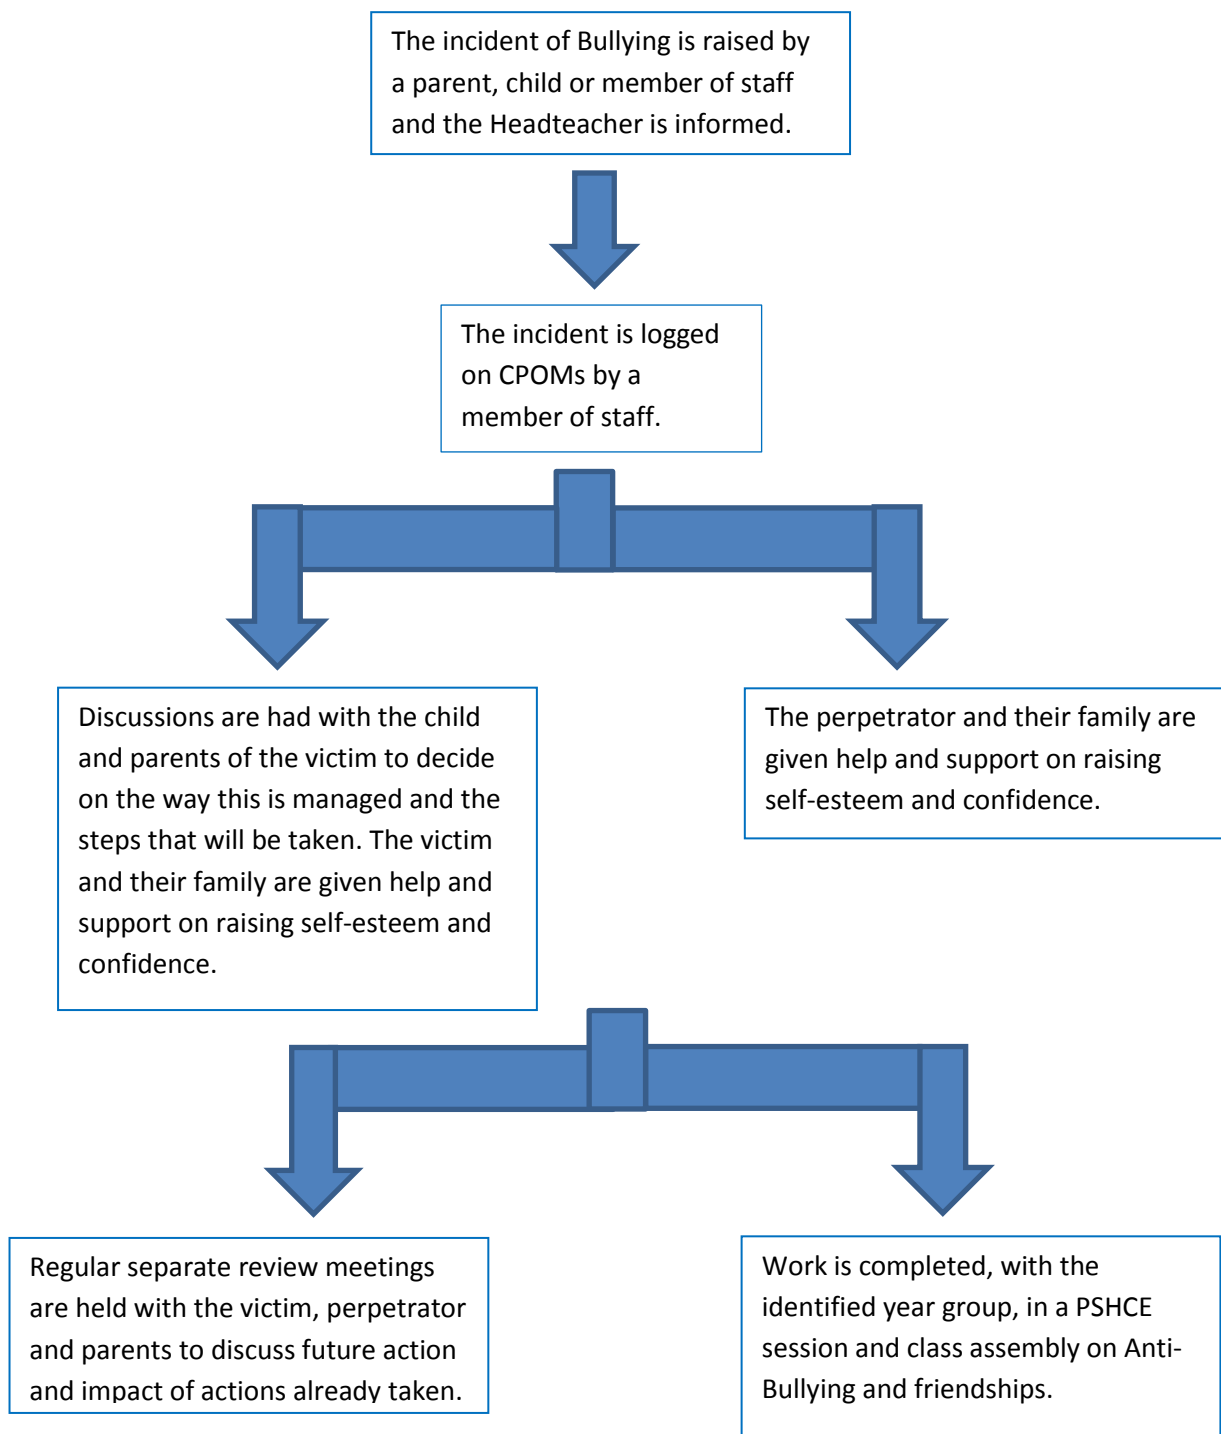 The incident of Bullying is raised by
a parent, child or member of staff
and the Headteacher is informed.
The incident is logged
on CPOMs by a
member of staff.
Discussions are had with the child
and parents of the victim to decide
on the way this is managed and the
steps that will be taken. The victim
and their family are given help and
support on raising self-esteem and
confidence.
The perpetrator and their family are
given help and support on raising
self-esteem and confidence.
Regular separate review meetings
are held with the victim, perpetrator
and parents to discuss future action
and impact of actions already taken.
Work is completed, with the
identified year group, in a PSHCE
session and class assembly on Anti-
Bullying and friendships.